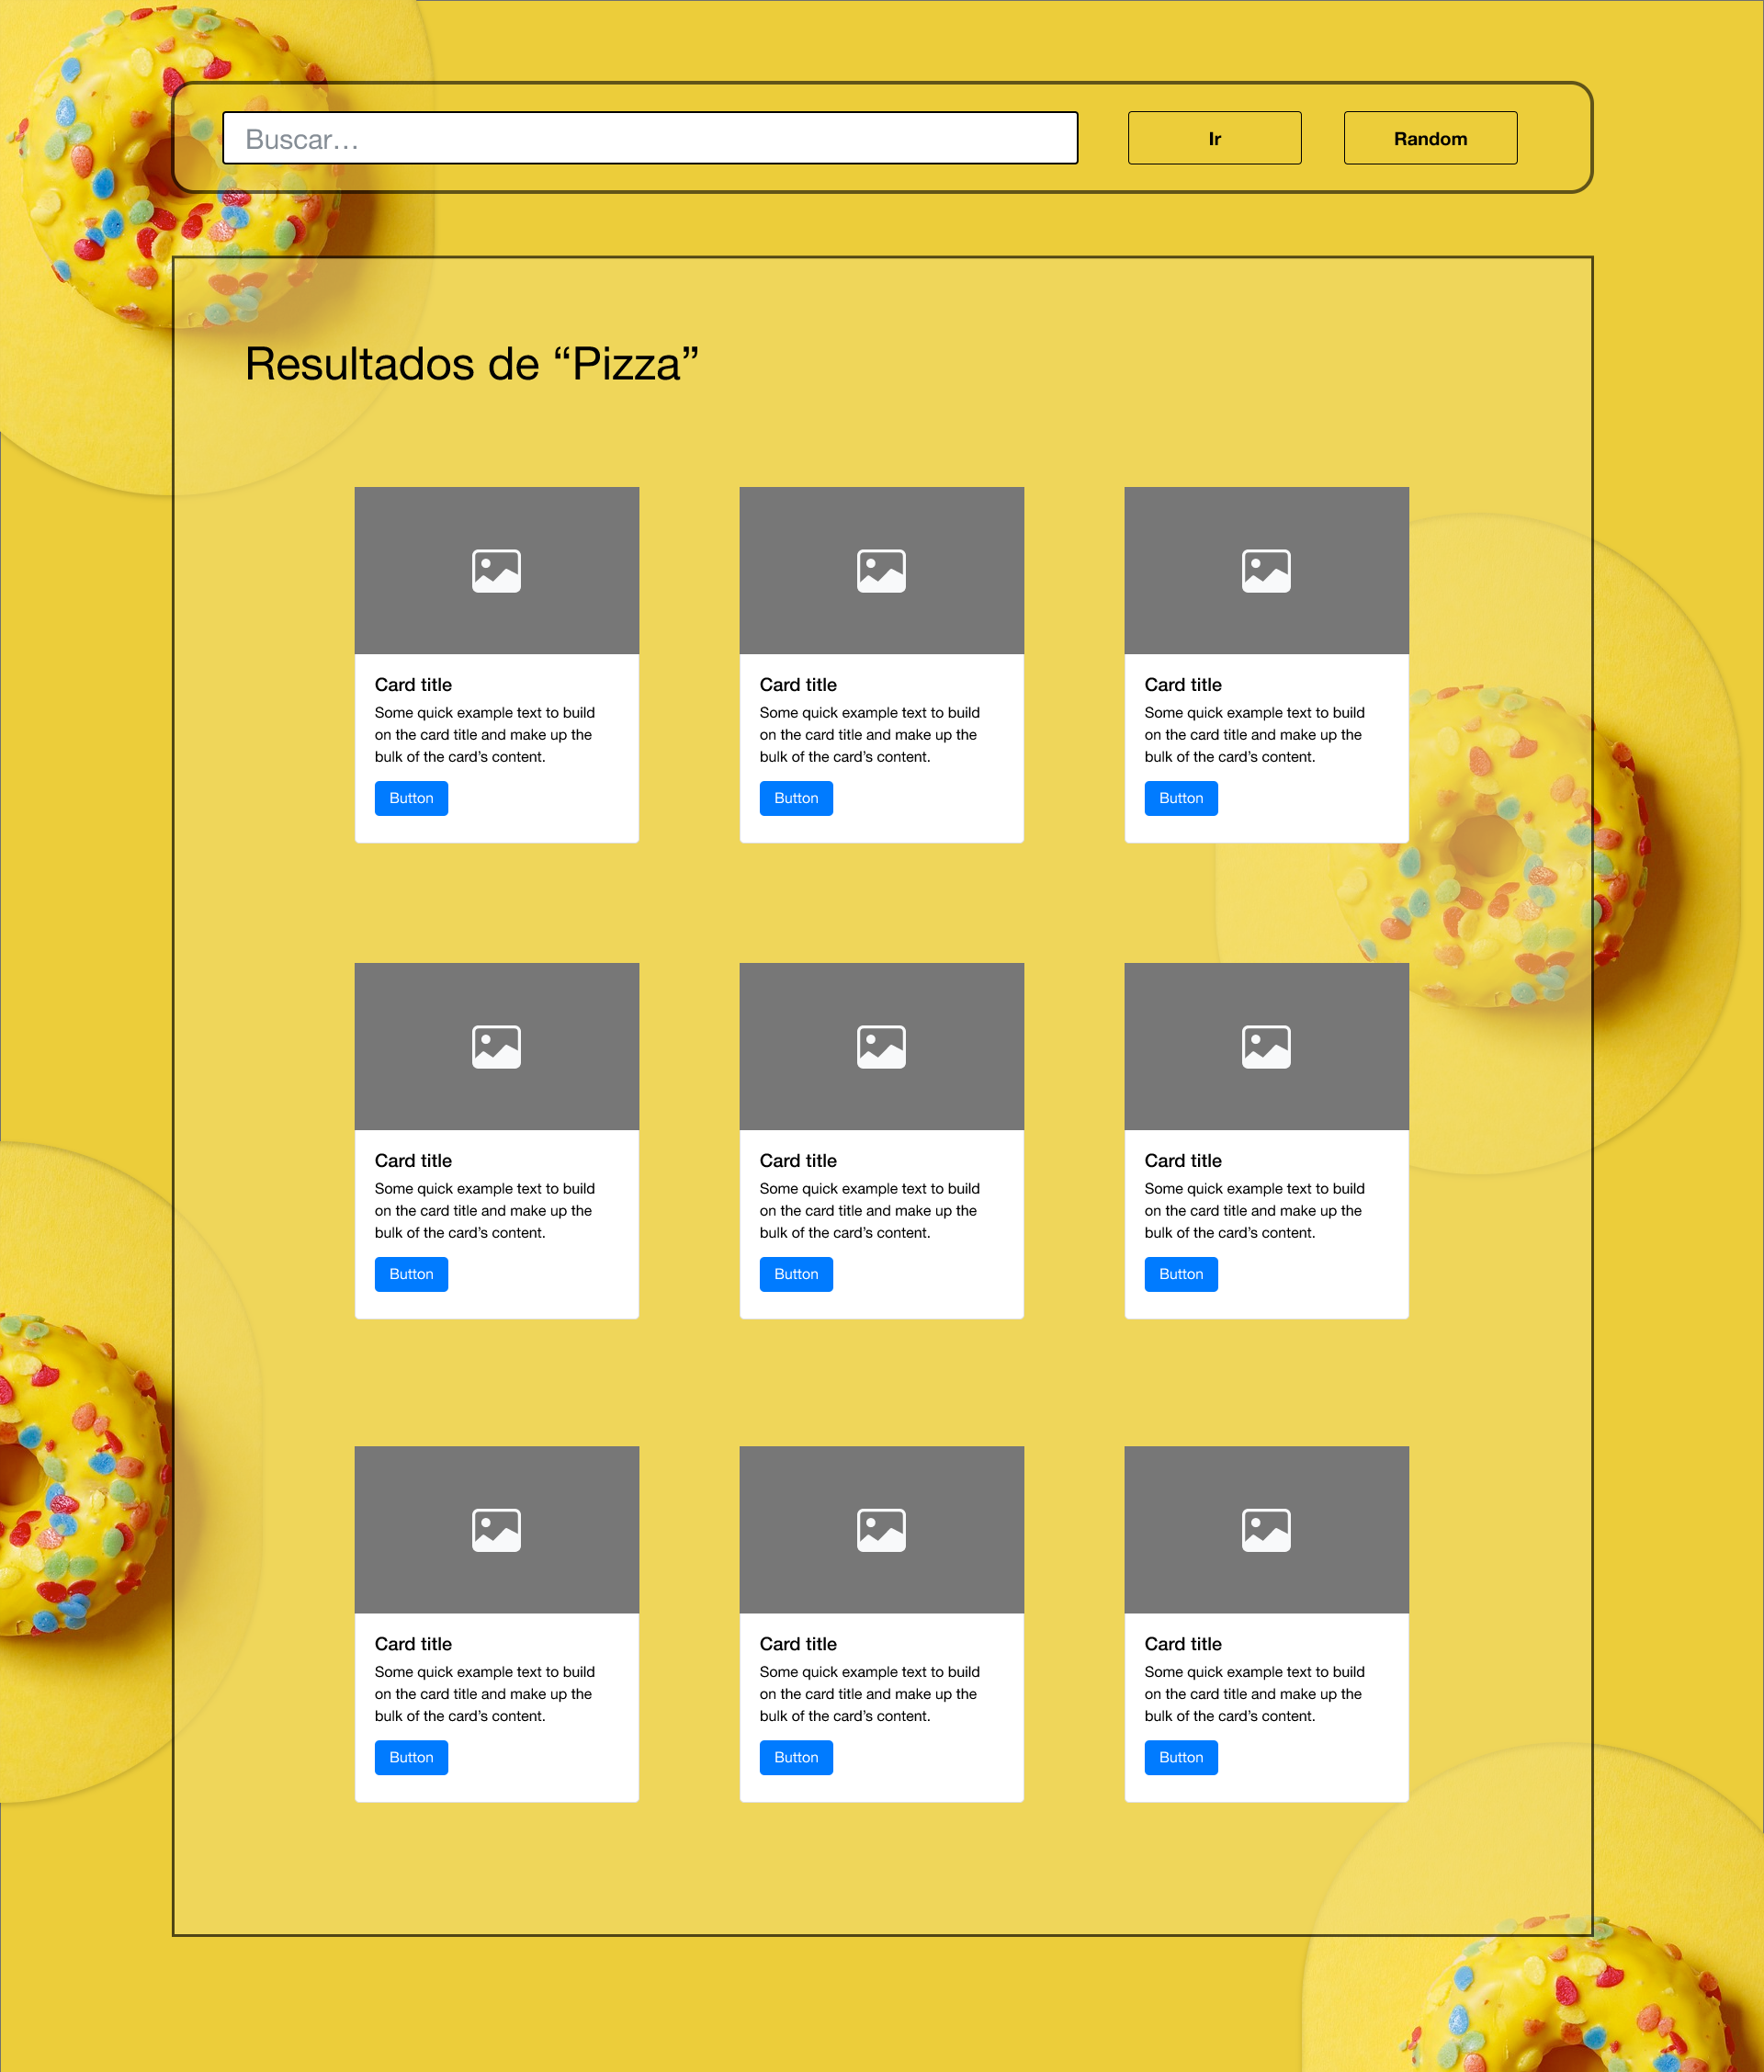 Buscar...
Ir
Random
Resultados de “Pizza”
Card title
Some quick example text to build
on the card title and make up the
bulk of the card’s content.
Button
Card title
Some quick example text to build
on the card title and make up the
bulk of the card’s content.
Button
Card title
Some quick example text to build
on the card title and make up the
bulk of the card’s content.
Button
Card title
Some quick example text to build
on the card title and make up the
bulk of the card’s content.
Button
Card title
Some quick example text to build
on the card title and make up the
bulk of the card’s content.
Button
Card title
Some quick example text to build
on the card title and make up the
bulk of the card’s content.
Button
Card title
Some quick example text to build
on the card title and make up the
bulk of the card’s content.
Button
Card title
Some quick example text to build
on the card title and make up the
bulk of the card’s content.
Button
Card title
Some quick example text to build
on the card title and make up the
bulk of the card’s content.
Button